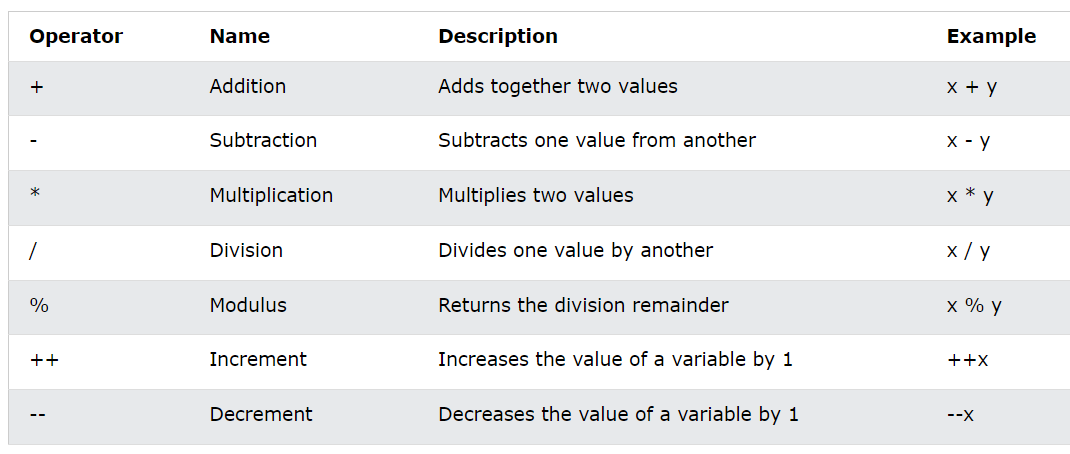 Operator Name Description Example
+ Addition Adds together two values x + y
- Subtraction Subtracts one value from another x - y
* Multiplication Multiplies two values x * y
/ Division Divides one value by another x / y
% Modulus Returns the division remainder x % y
++ Increment Increases the value of a variable by 1 ++x
-- Decrement Decreases the value of a variable by 1 --x